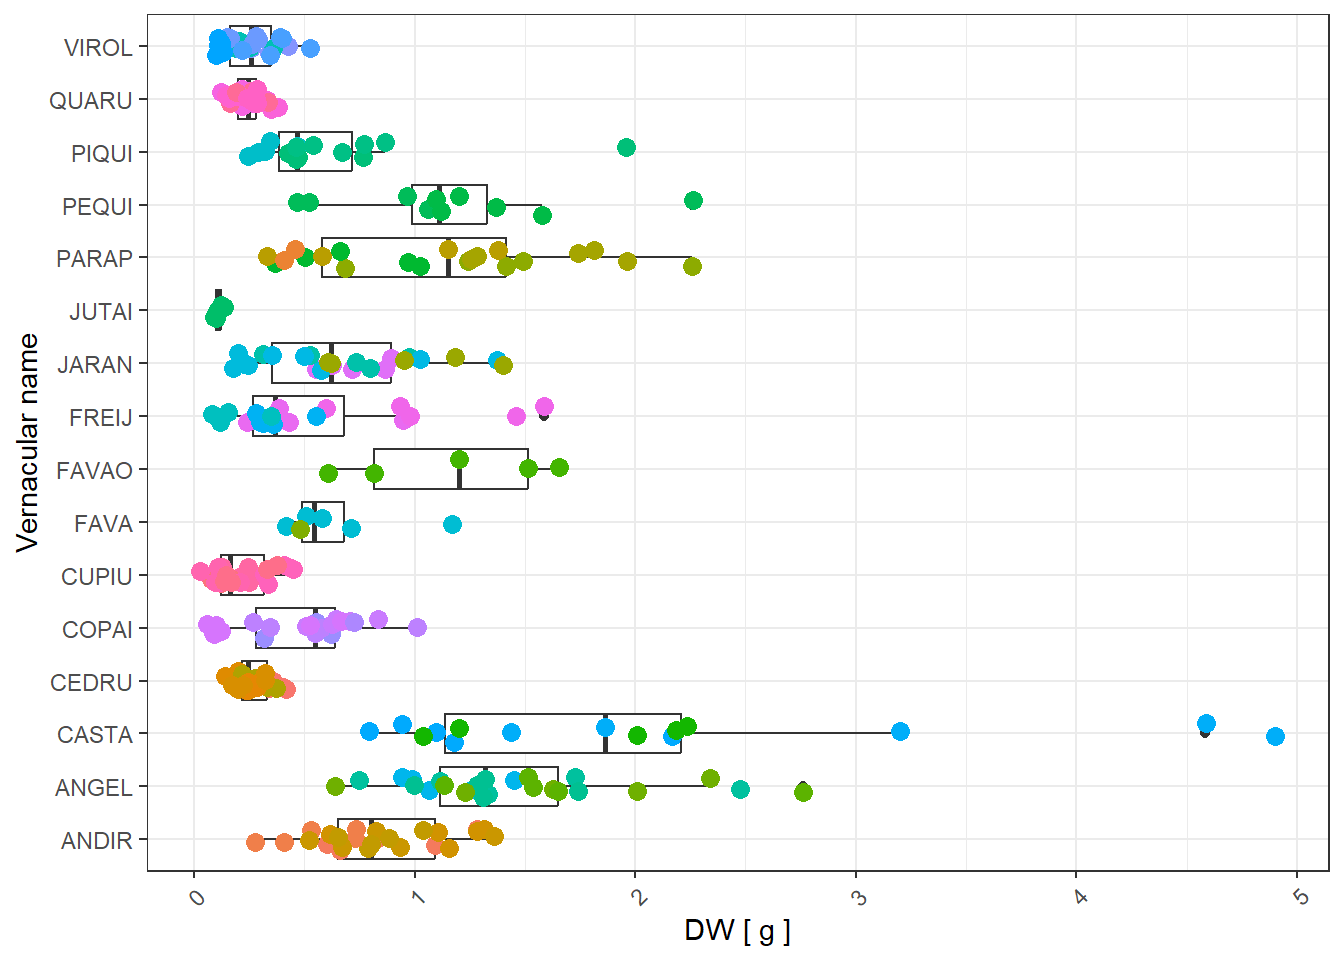 VIROL
QUARU
PIQUI
PEQUI
PARAP
JUTAI
JARAN
FREIJ
FAVAO
FAVA
CUPIU
COPAI
CEDRU
CASTA
ANGEL
ANDIR
Vernacular name
0 1 2 3 4 5
DW [ g ]